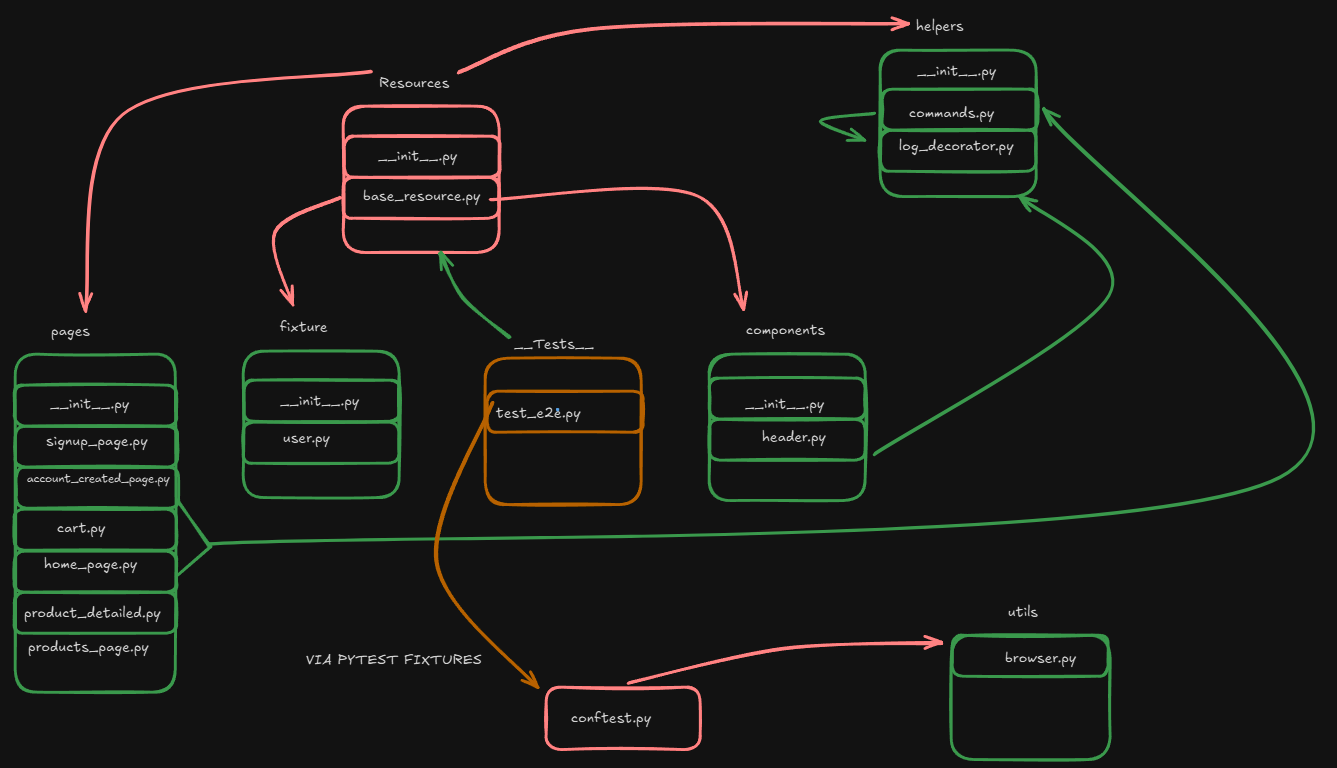 helpers
__init__.py
commands.py
log_decorator.py
Resources
__init__.py
base_resource.py
pages
__init__.py
signup_page.py
account_created_page.py
cart.py
home_page.py
product_detailed.py
products_page.py
fixture
__init__.py
user.py
__Tests__
test_e2e.py
components
__init__.py
header.py
VIA PYTEST FIXTURES
conftest.py
utils
browser.py